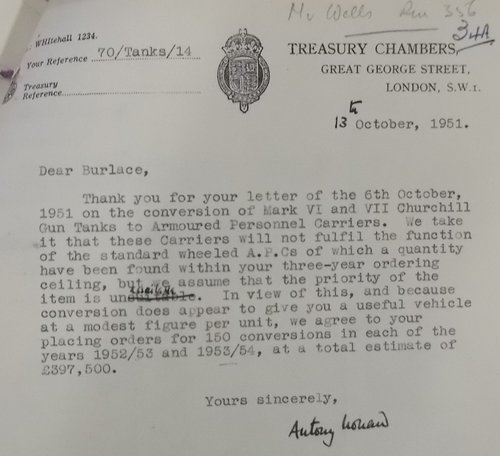 Mr Wells Rm
34A
WHItehall 1234.
Your Reference 70/Tanks/14
Treasury
Reference
TREASURY CHAMBERS,
GREAT GEORGE STREET,
LONDON, S.W.1.
13th October, 1951.
Dear Burlace,
Thank you for your letter of the 6th October,
1951 on the conversion of Mark VI and VII Churchill
Gun Tanks to Armoured Personnel Carriers. We take
it that these Carriers will not fulfil the function
of the standard wheeled A.P.Cs of which a quantity
have been found within your three-year ordering
ceiling, but we assume that the priority of the
item is un . In view of this, and because
conversion does appear to give you a useful vehicle
at a modest figure per unit, we agree to your
placing orders for 150 conversions in each of the
years 1952/53 and 1953/54, at a total estimate of
£397,500.
Yours sincerely,
Antony